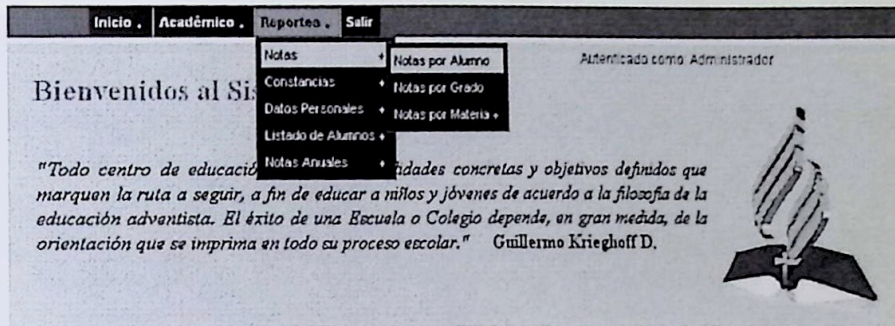 Inicio . Académico . Reportes . Salir
Notas +
Constancias +
Datos Personales +
Listado de Alumnos +
Notas Anuales +
Notas por Alumno
Notas por Grado
Notas por Materia +
Autenticado como Administrador
Bienvenidos al Sis
"Todo centro de educació idades concretas y objetivos definidos que
marquen la ruta a seguir, a fin de educar a niños y jóvenes de acuerdo a la filosofía de la
educación adventista. El éxito de una Escuela o Colegio depende, en gran medida, de la
orientación que se imprima en todo su proceso escolar." Guillermo Krieghoff D.